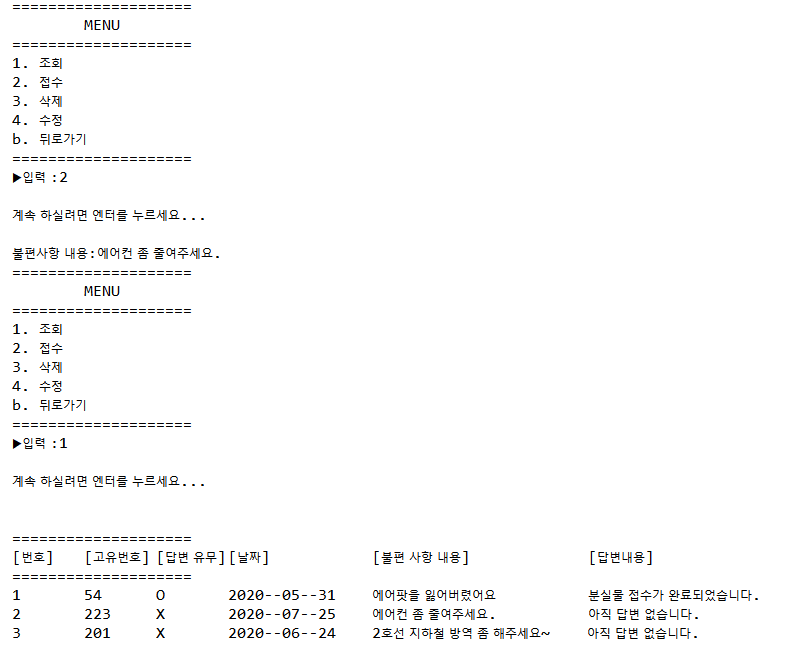 ====================
MENU
====================
1. 조회
2. 접수
3. 삭제
4. 수정
b. 뒤로가기
====================
▶입력 :2
계속 하실려면 엔터를 누르세요...
불편사항 내용:에어컨 좀 줄여주세요.
====================
MENU
====================
1. 조회
2. 접수
3. 삭제
4. 수정
b. 뒤로가기
====================
▶입력 :1
계속 하실려면 엔터를 누르세요...
====================
[번호] [고유번호] [답변 유무][날짜] [불편 사항 내용] [답변내용]
====================
1 54 O 2020--05--31 에어팟을 잃어버렸어요 분실물 접수가 완료되었습니다.
2 223 X 2020--07--25 에어컨 좀 줄여주세요. 아직 답변 없습니다.
3 201 X 2020--06--24 2호선 지하철 방역 좀 해주세요~ 아직 답변 없습니다.